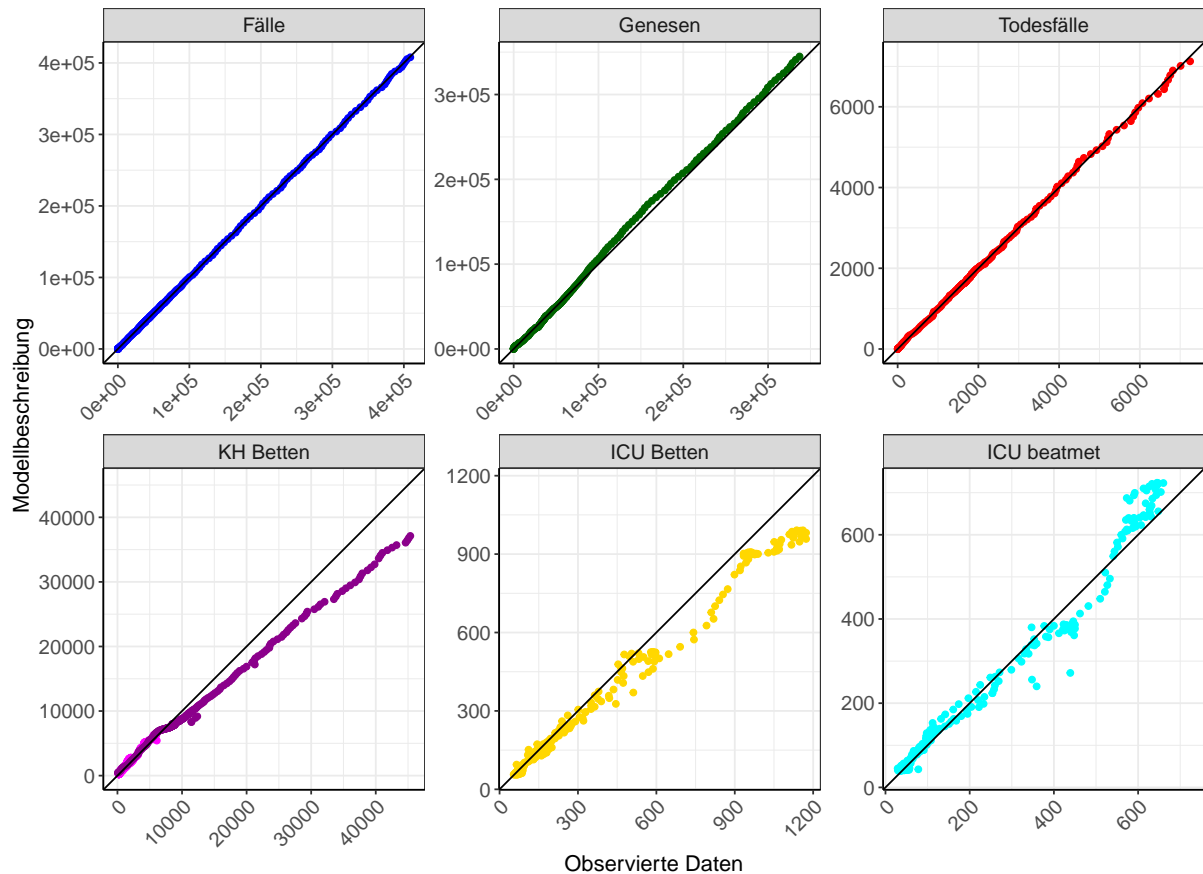 Fälle
Genesen
Todesfälle
4e+05
3e+05
2e+05
1e+05
0e+00
0e+00
1e+05
2e+05
3e+05
4e+05
3e+05
2e+05
1e+05
0e+00
0e+00
1e+05
2e+05
3e+05
6000
4000
2000
0
0
2000
4000
6000
Modellbeschreibung
KH Betten
ICU Betten
ICU beatmet
40000
30000
20000
10000
0
0
10000
20000
30000
40000
1200
900
600
300
0
0
300
600
900
1200
600
400
200
0
0
200
400
600
Observierte Daten